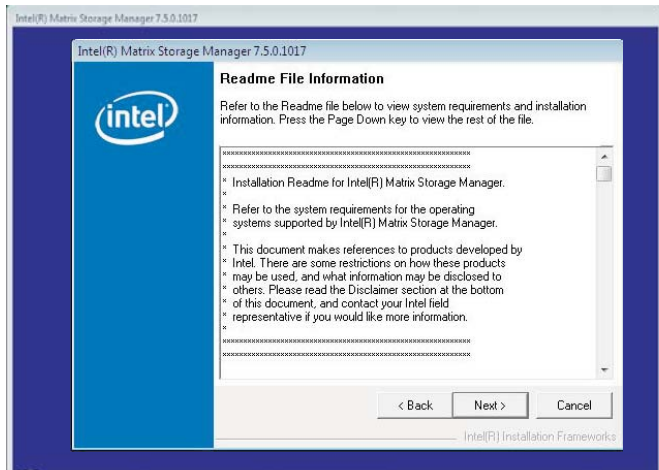 Intel(R) Matrix Storage Manager 7.5.0.1017
Intel(R) Matrix Storage Manager 7.5.0.1017
intel
Readme File Information
Refer to the Readme file below to view system requirements and installation
information. Press the Page Down key to view the rest of the file.
* Installation Readme for Intel(R) Matrix Storage Manager.
*
* Refer to the system requirements for the operating
* systems supported by Intel(R) Matrix Storage Manager.
*
* This document makes references to products developed by
* Intel. There are some restrictions on how these products
* may be used, and what information may be disclosed to
* others. Please read the Disclaimer section at the bottom
* of this document, and contact your Intel field
* representative if you would like more information.
*
< Back
Next >
Cancel
Intel(R) Installation Frameworks